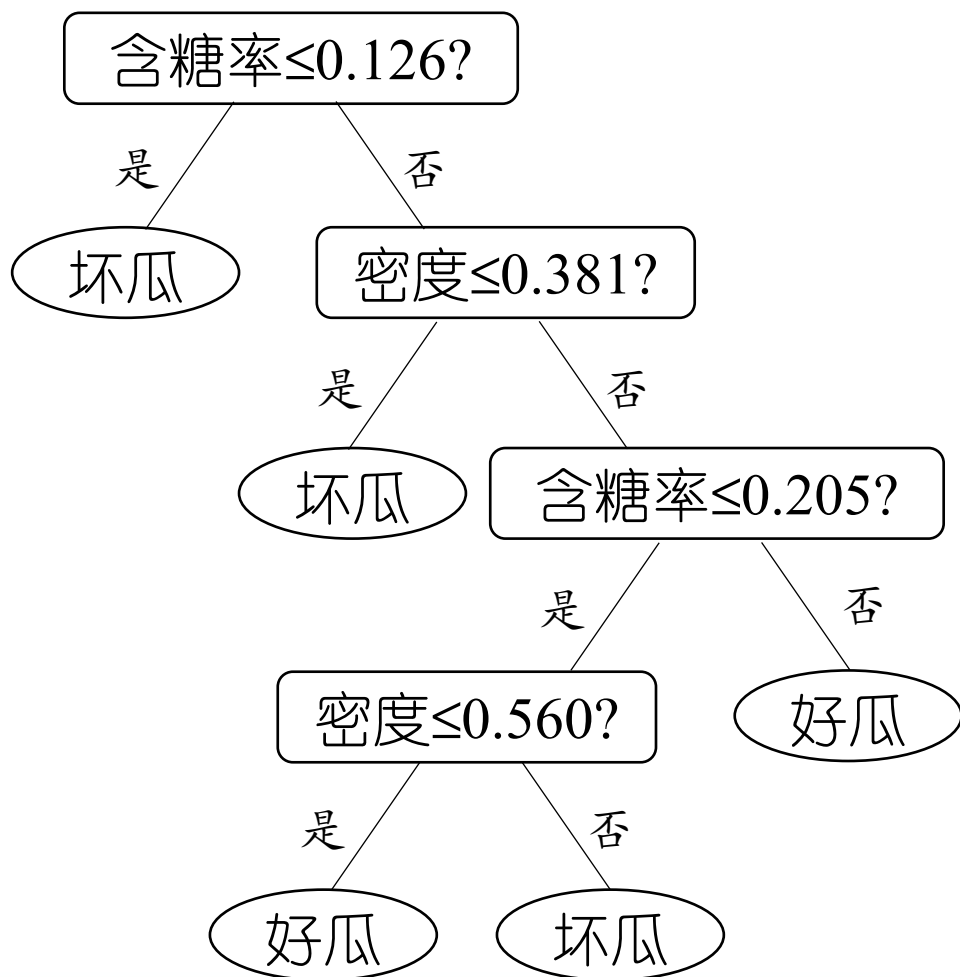 含糖率≤0.126?
是
否
坏瓜
密度≤0.381?
是
否
坏瓜
含糖率≤0.205?
是
否
密度≤0.560?
好瓜
是
否
好瓜
坏瓜